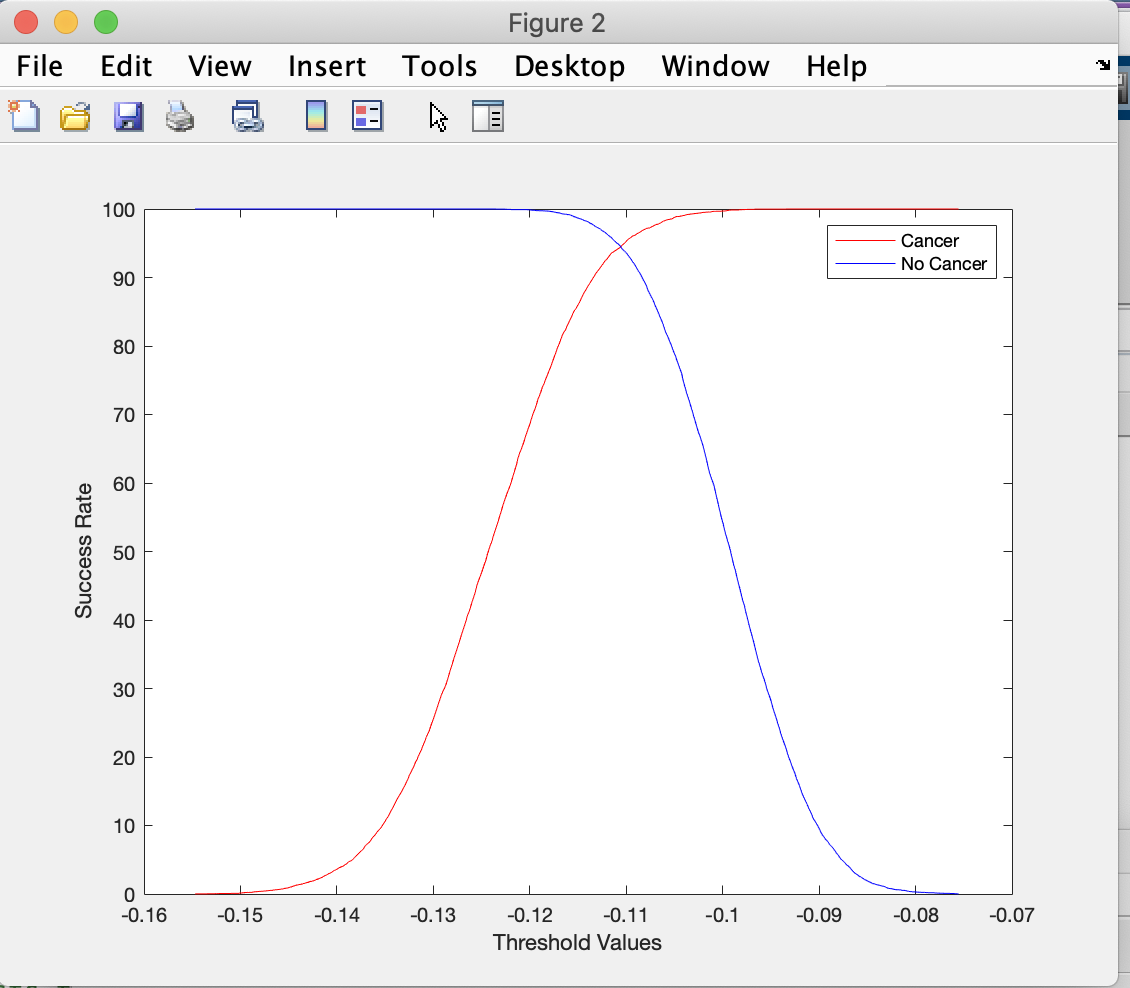 Figure 2
File Edit View Insert Tools Desktop Window Help
100
90
80
70
60
50
40
30
20
10
0
Success Rate
Cancer
No Cancer
-0.16 -0.15 -0.14 -0.13 -0.12 -0.11 -0.1 -0.09 -0.08 -0.07
Threshold Values